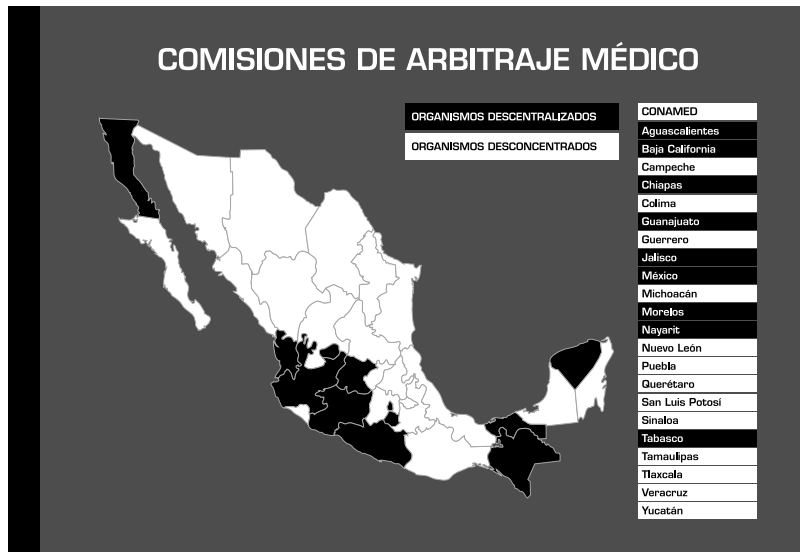 COMISIONES DE ARBITRAJE MÉDICO
ORGANISMOS DESCENTRALIZADOS
ORGANISMOS DESCONCENTRADOS
CONAMED
Aguascalientes
Baja California
Campeche
Chiapas
Colima
Guanajuato
Guerrero
Jalisco
México
Michoacán
Morelos
Nayarit
Nuevo León
Puebla
Querétaro
San Luis Potosí
Sinaloa
Tabasco
Tamaulipas
Tlaxcala
Veracruz
Yucatán